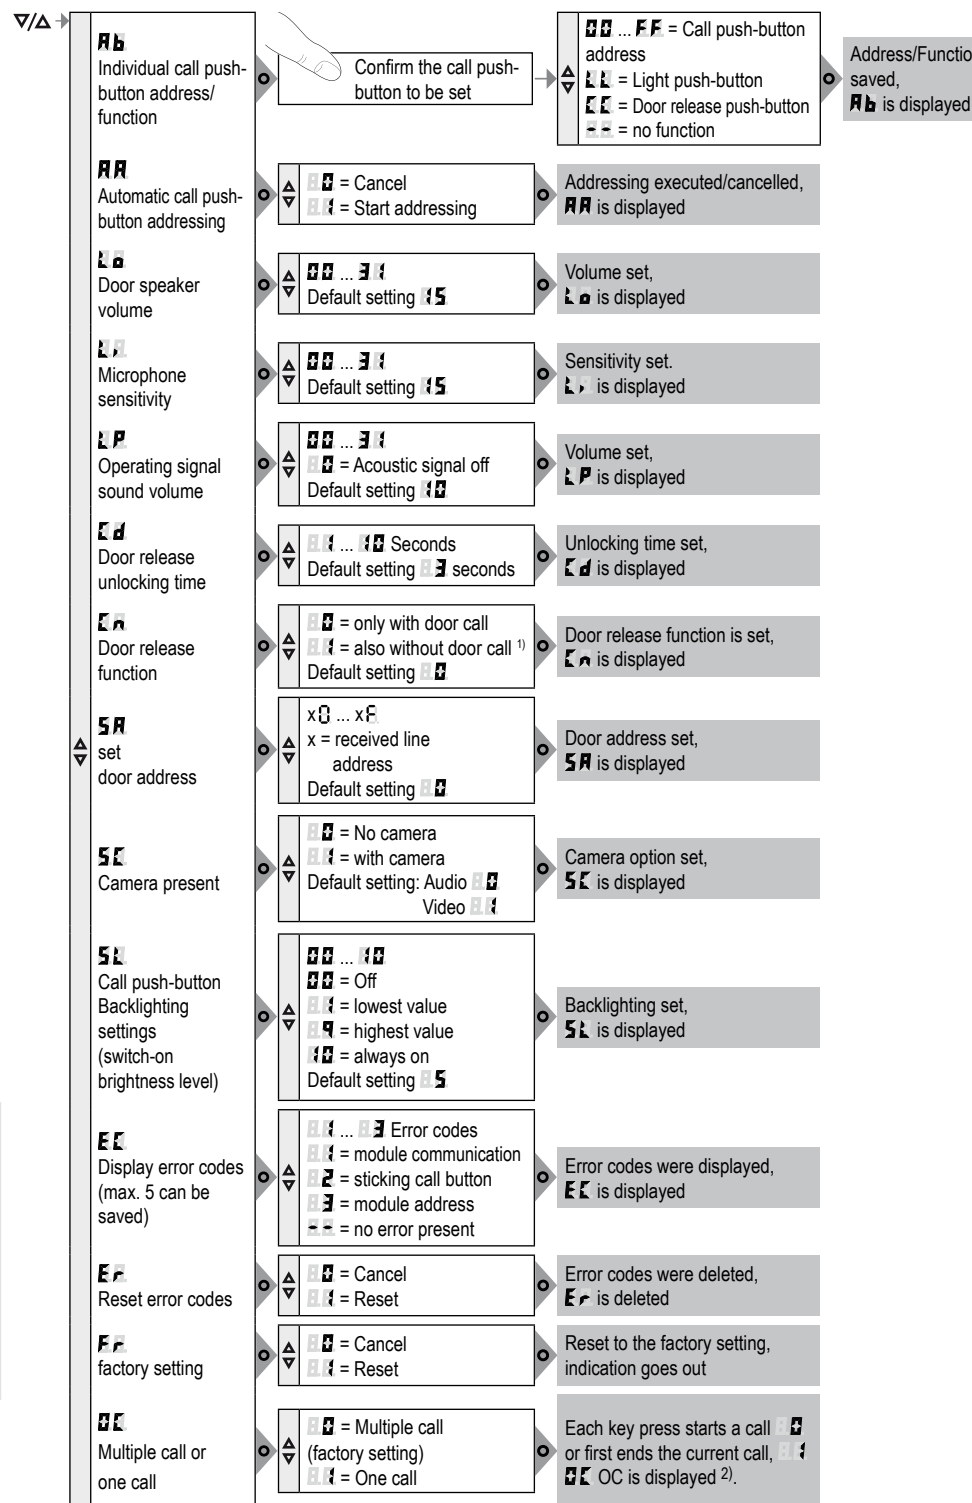 ▽/△
Ab
Individual call push-
button address/
function
Confirm the call push-
button to be set
00 ... FF = Call push-button
address
LL = Light push-button
CC = Door release push-button
-- = no function
Address/Functio
saved,
Ab is displayed
AA
Automatic call push-
button addressing
0 = Cancel
1 = Start addressing
Addressing executed/cancelled,
AA is displayed
Lo
Door speaker
volume
00 ... 31
Default setting 15
Volume set,
Lo is displayed
Li
Microphone
sensitivity
00 ... 31
Default setting 15
Sensitivity set.
Li is displayed
LP
Operating signal
sound volume
00 ... 31
0 = Acoustic signal off
Default setting 10
Volume set,
LP is displayed
Cd
Door release
unlocking time
1 ... 10 Seconds
Default setting 3 seconds
Unlocking time set,
Cd is displayed
Cn
Door release
function
0 = only with door call
1 = also without door call 1)
Default setting 0
Door release function is set,
Cn is displayed
SA
set
door address
x0 ... xF
x = received line
address
Default setting 0
Door address set,
SA is displayed
SC
Camera present
0 = No camera
1 = with camera
Default setting: Audio 0
Video 1
Camera option set,
SC is displayed
SL
Call push-button
Backlighting
settings
(switch-on
brightness level)
00 ... 10
00 = Off
1 = lowest value
9 = highest value
10 = always on
Default setting 5
Backlighting set,
SL is displayed
EC
Display error codes
(max. 5 can be
saved)
1 ... 3 Error codes
1 = module communication
2 = sticking call button
3 = module address
-- = no error present
Error codes were displayed,
EC is displayed
Er
Reset error codes
0 = Cancel
1 = Reset
Error codes were deleted,
Er is deleted
Fr
factory setting
0 = Cancel
1 = Reset
Reset to the factory setting,
indication goes out
OC
Multiple call or
one call
0 = Multiple call
(factory setting)
1 = One call
Each key press starts a call 0
or first ends the current call, 1
OC OC is displayed 2).